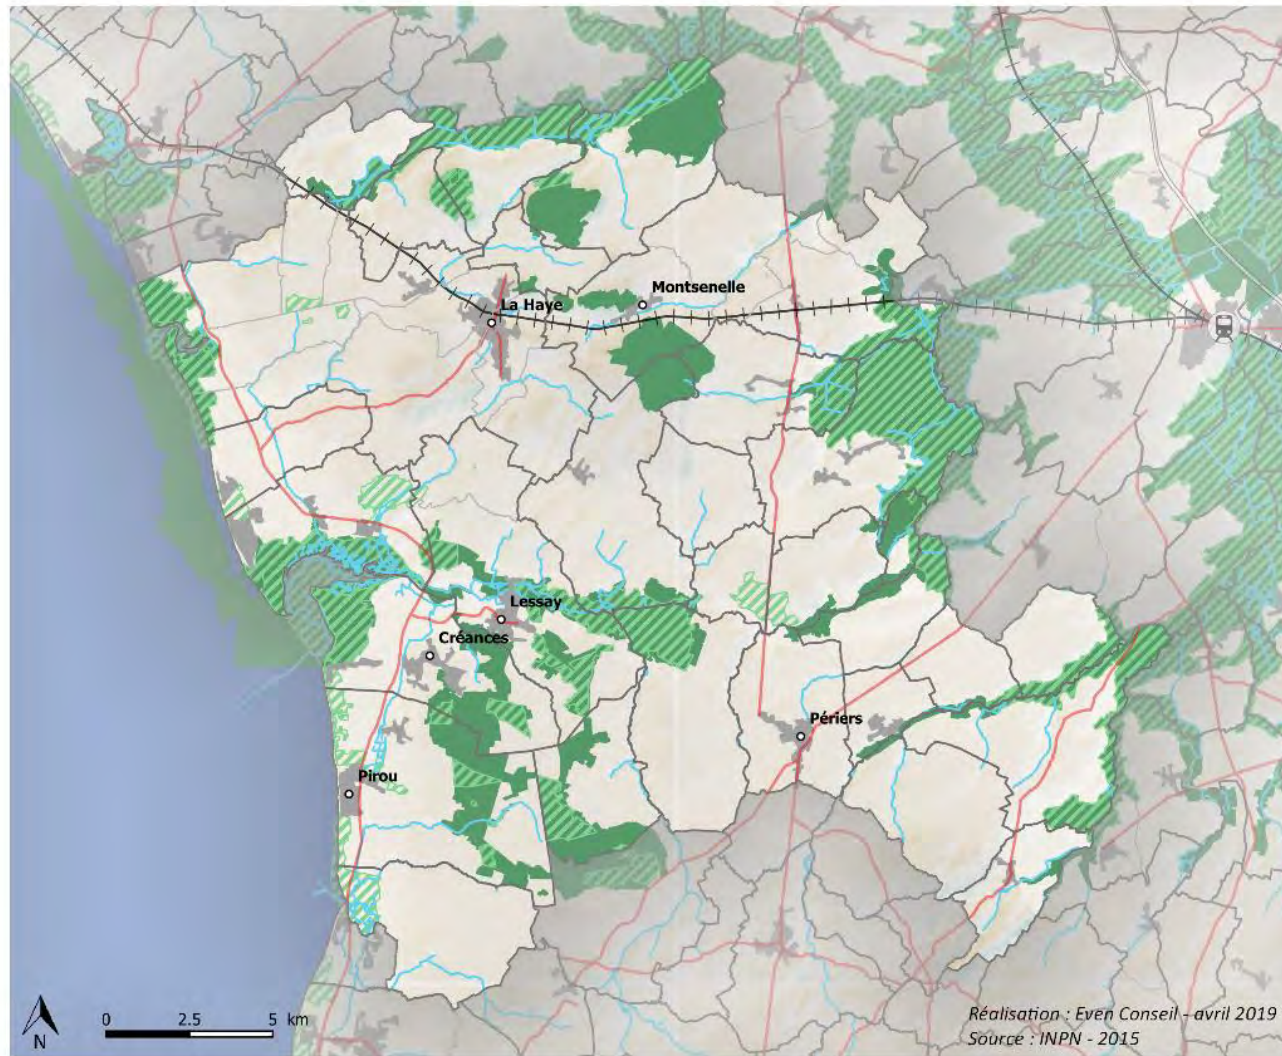 Montsenelle
La Haye
Lessay
Créances
Périers
Pirou
N
0 2.5 5 km
Réalisation : Even Conseil - avril 2019
Source : INPN - 2015